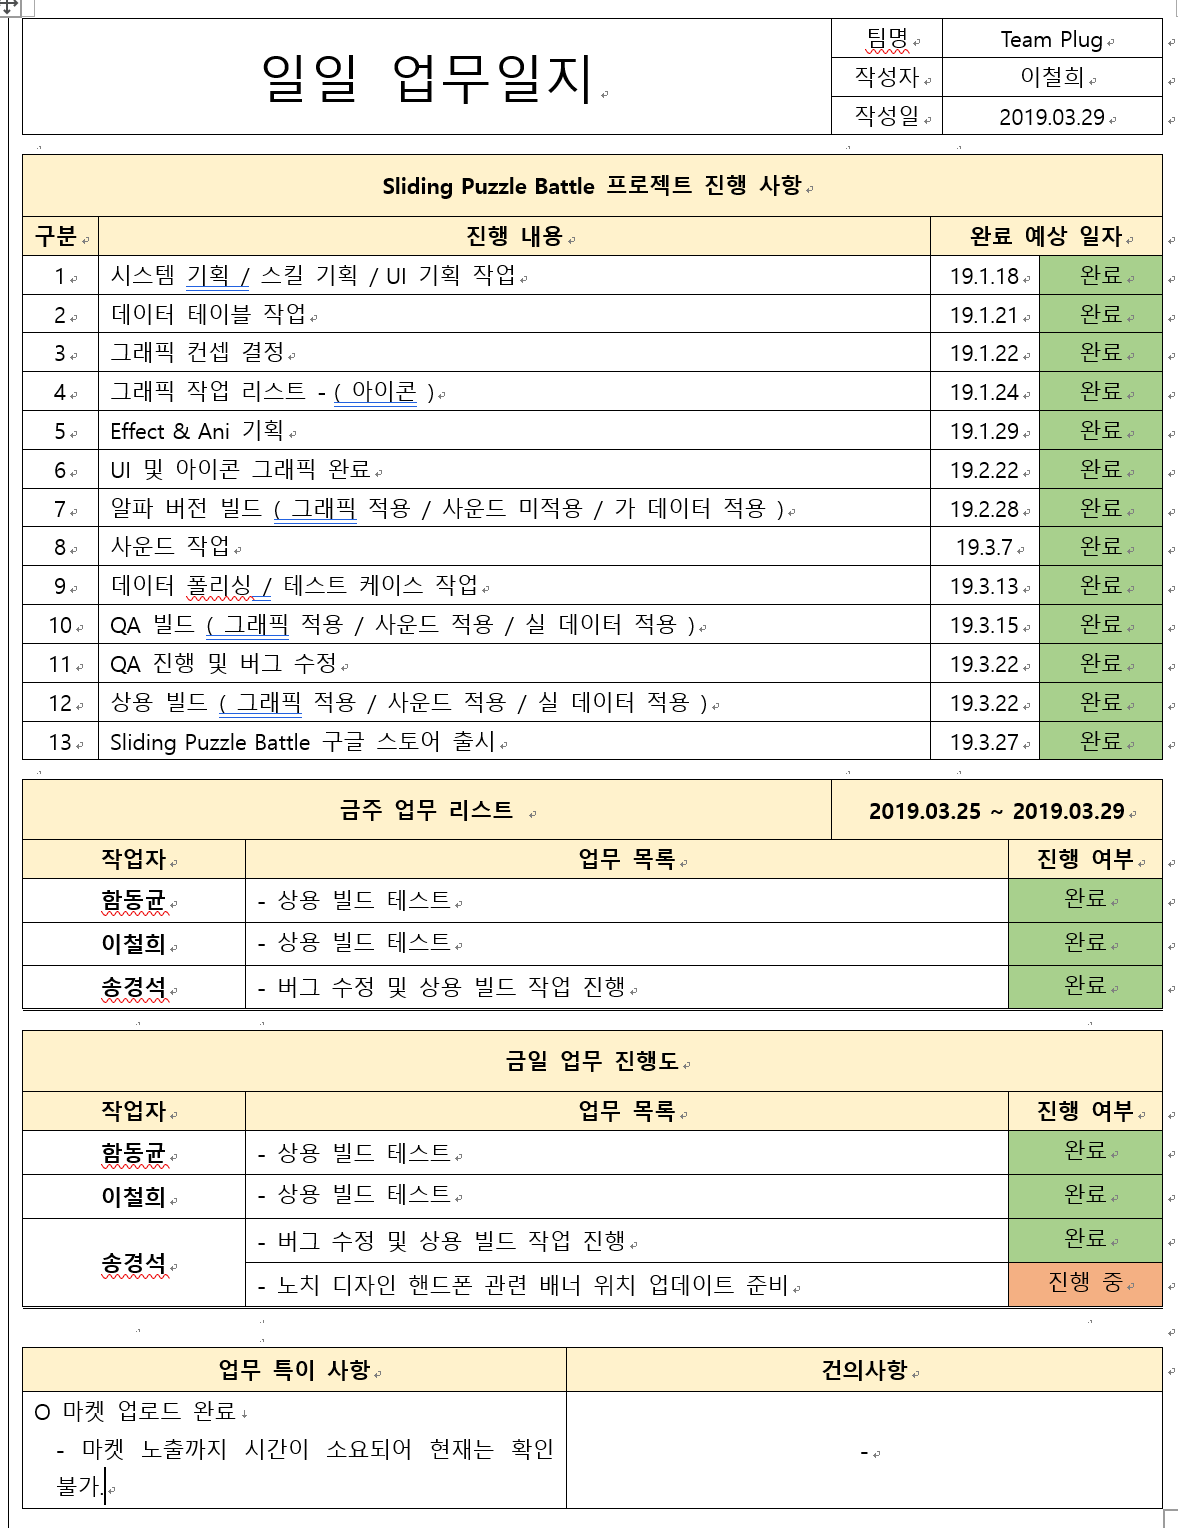 일일 업무일지
팀명 Team Plug
작성자 이철희
작성일 2019.03.29
Sliding Puzzle Battle 프로젝트 진행 사항
구분 진행 내용 완료 예상 일자
1 시스템 기획 / 스킬 기획 / UI 기획 작업 19.1.18 완료
2 데이터 테이블 작업 19.1.21 완료
3 그래픽 컨셉 결정 19.1.22 완료
4 그래픽 작업 리스트 - ( 아이콘 ) 19.1.24 완료
5 Effect & Ani 기획 19.1.29 완료
6 UI 및 아이콘 그래픽 완료 19.2.22 완료
7 알파 버전 빌드 ( 그래픽 적용 / 사운드 미적용 / 가 데이터 적용 ) 19.2.28 완료
8 사운드 작업 19.3.7 완료
9 데이터 폴리싱 / 테스트 케이스 작업 19.3.13 완료
10 QA 빌드 ( 그래픽 적용 / 사운드 적용 / 실 데이터 적용 ) 19.3.15 완료
11 QA 진행 및 버그 수정 19.3.22 완료
12 상용 빌드 ( 그래픽 적용 / 사운드 적용 / 실 데이터 적용 ) 19.3.22 완료
13 Sliding Puzzle Battle 구글 스토어 출시 19.3.27 완료
금주 업무 리스트 2019.03.25 ~ 2019.03.29
작업자 업무 목록 진행 여부
함동균 - 상용 빌드 테스트 완료
이철희 - 상용 빌드 테스트 완료
송경석 - 버그 수정 및 상용 빌드 작업 진행 완료
금일 업무 진행도
작업자 업무 목록 진행 여부
함동균 - 상용 빌드 테스트 완료
이철희 - 상용 빌드 테스트 완료
송경석 - 버그 수정 및 상용 빌드 작업 진행 완료
- 노치 디자인 핸드폰 관련 배너 위치 업데이트 준비 진행 중
업무 특이 사항 건의사항
O 마켓 업로드 완료
- 마켓 노출까지 시간이 소요되어 현재는 확인
불가.
-